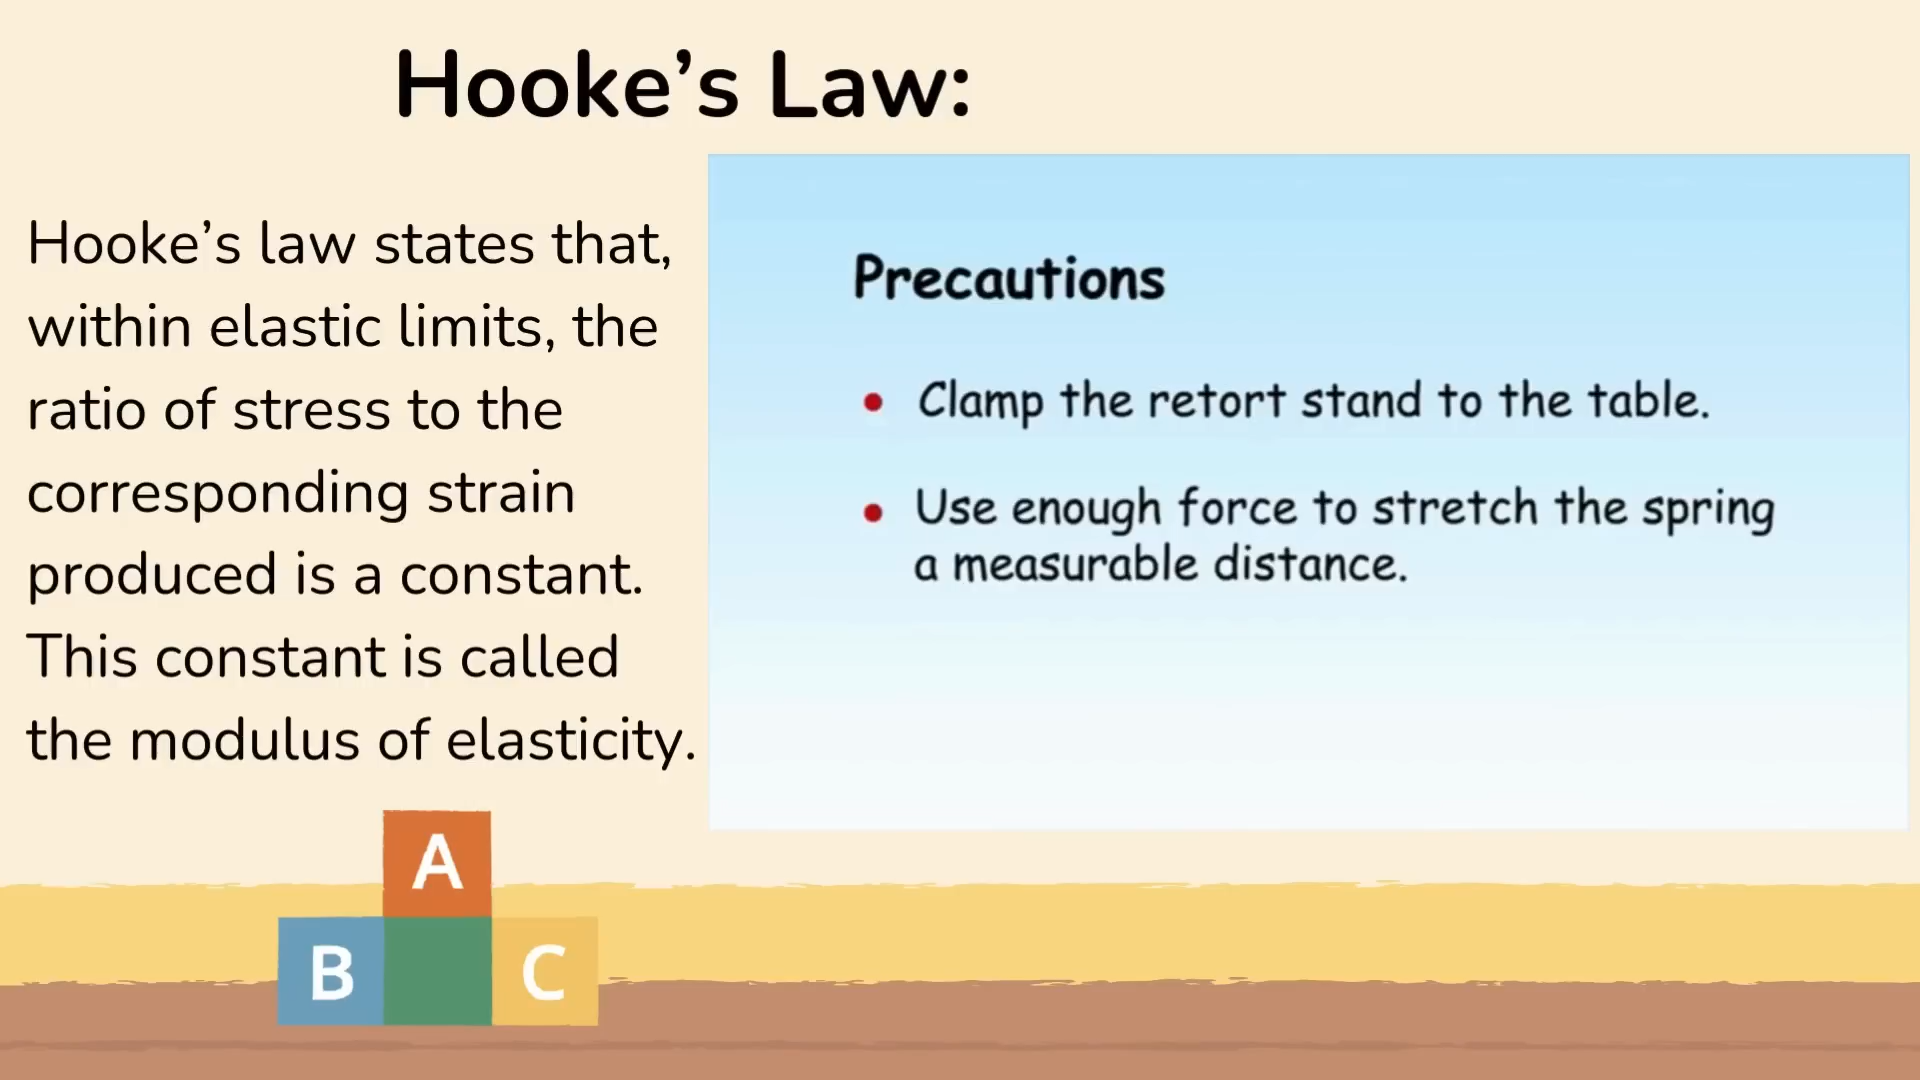 Hooke’s Law:
Hooke’s law states that,
within elastic limits, the
ratio of stress to the
corresponding strain
produced is a constant.
This constant is called
the modulus of elasticity.
Precautions
• Clamp the retort stand to the table.
• Use enough force to stretch the spring
a measurable distance.
A
B C